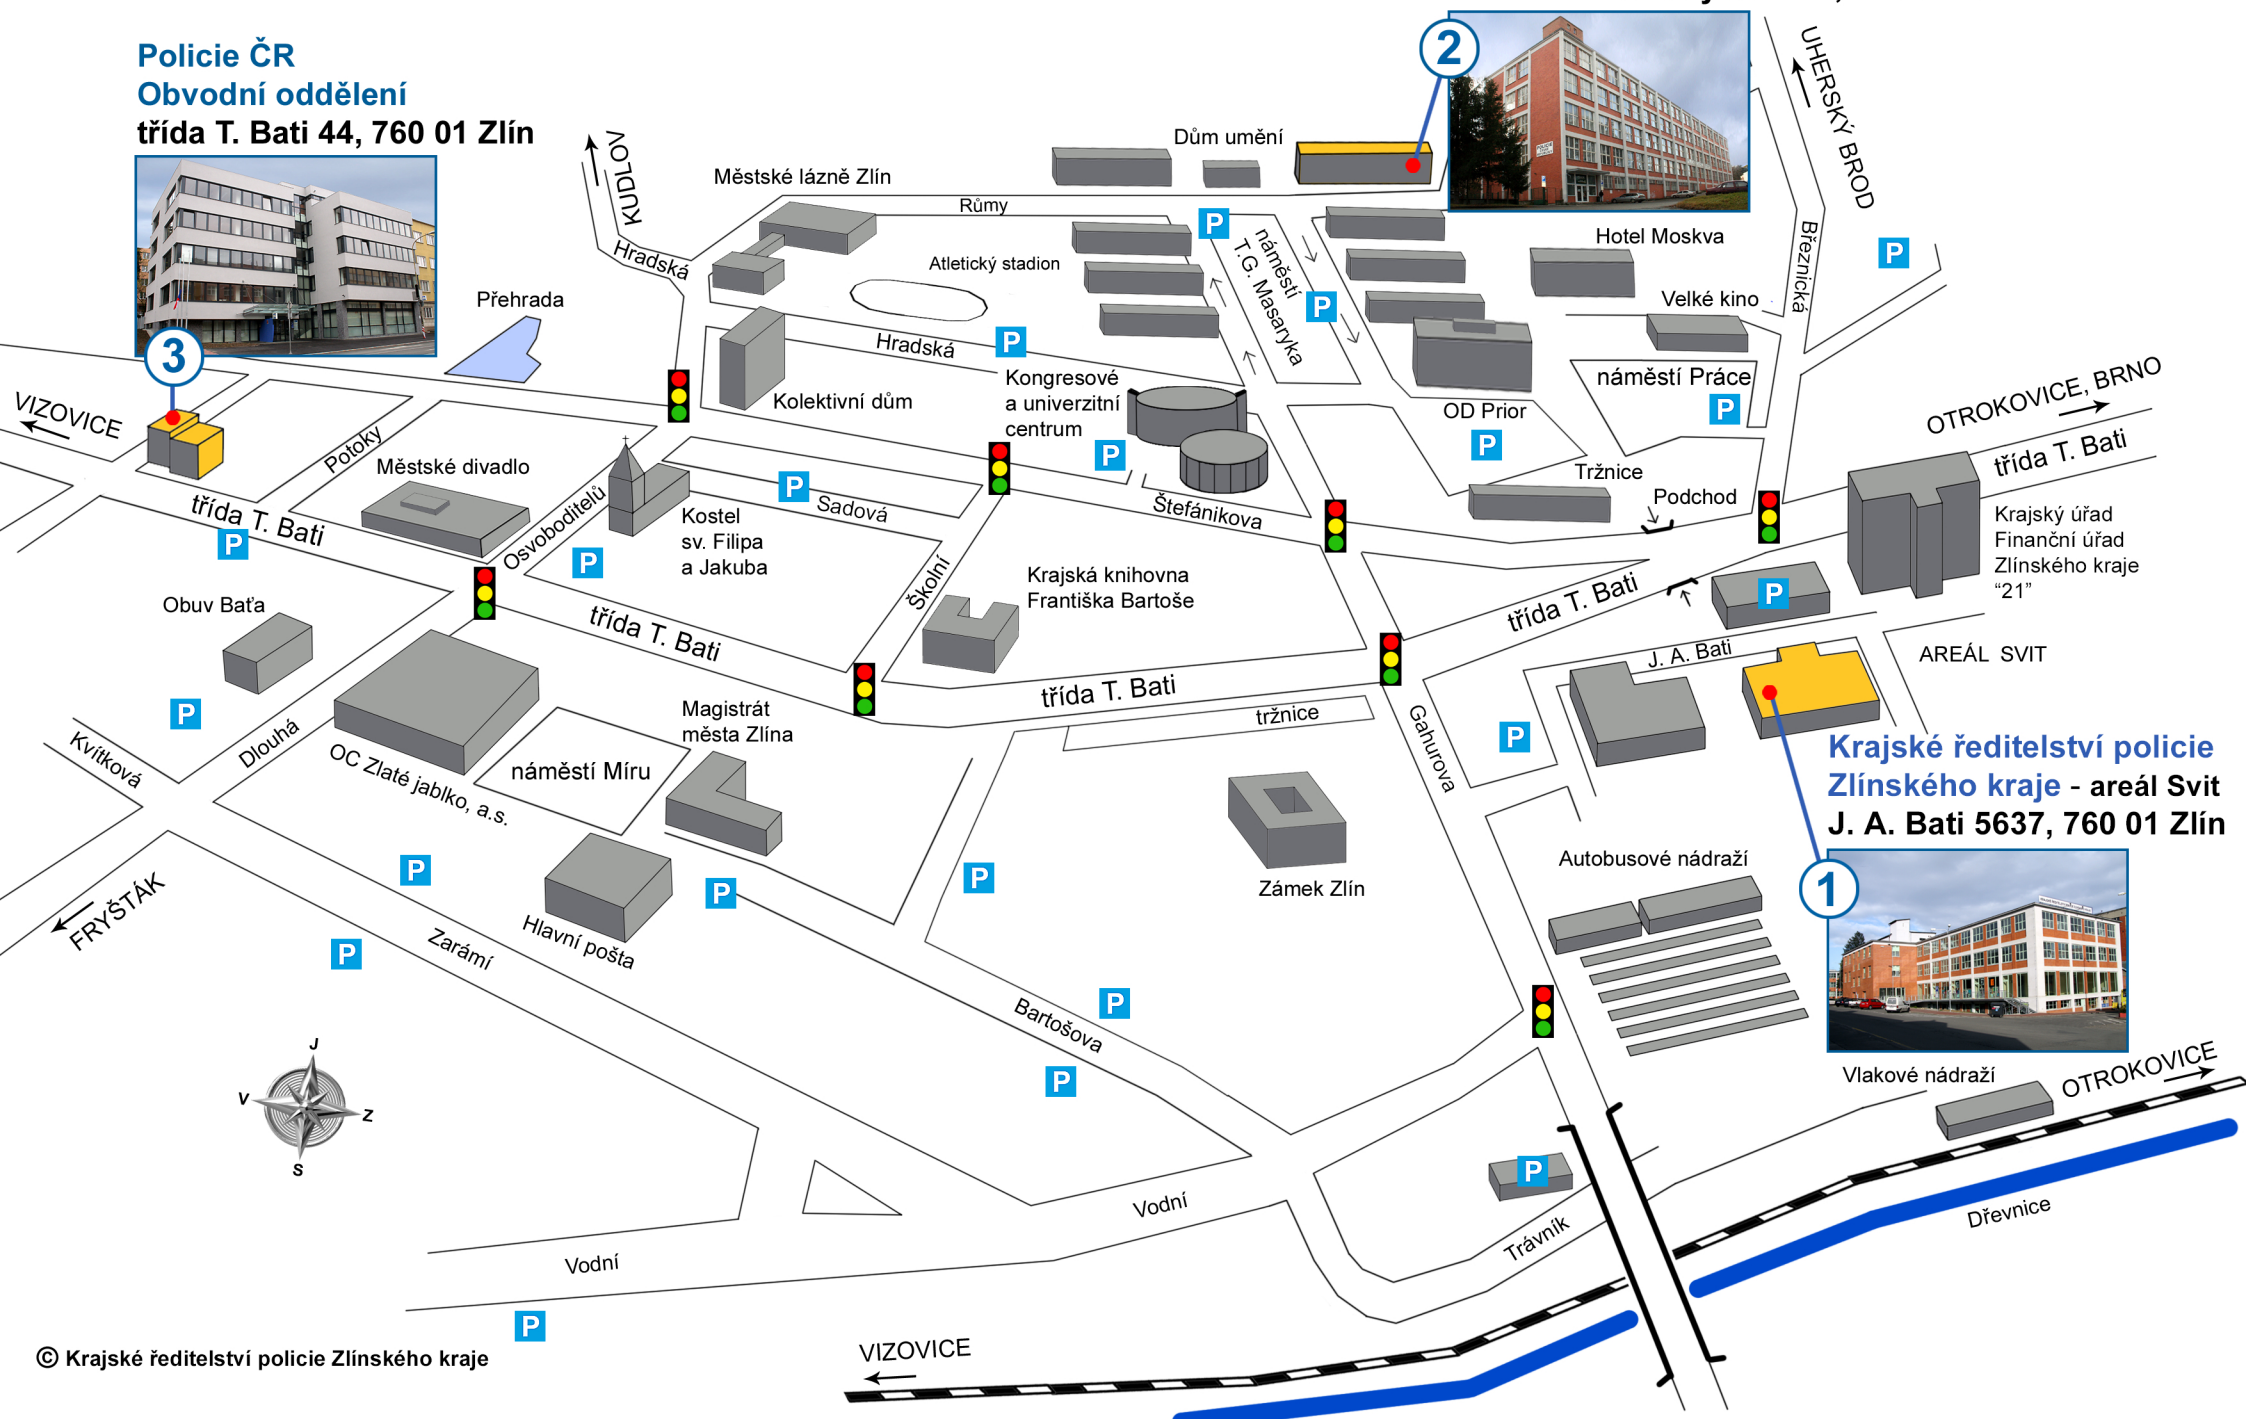 Policie ČR
Obvodní oddělení
třída T. Bati 44, 760 01 Zlín
3
2
UHERSKÝ BROD
KUDLOV
Dům umění
Městské lázně Zlín
Růmy
P
Hradská
Atletický stadion
náměstí
T.G. Masaryka
P
Hotel Moskva
Březnická
P
Velké kino
Přehrada
Hradská
P
Kolektivní dům
Kongresové
a univerzitní
centrum
P
OD Prior
P
náměstí Práce
P
OTROKOVICE, BRNO
třída T. Bati
VIZOVICE
Potoky
Městské divadlo
třída T. Bati
P
Osvoboditelů
P
Kostel
sv. Filipa
a Jakuba
P
Sadová
Štefánikova
Tržnice
Podchod
Krajský úřad
Finanční úřad
Zlínského kraje
“21”
Školní
Krajská knihovna
Františka Bartoše
třída T. Bati
třída T. Bati
třída T. Bati
P
J. A. Bati
AREÁL SVIT
Obuv Baťa
P
Kvítková
Dlouhá
OC Zlaté jablko, a.s.
náměstí Míru
Magistrát
města Zlína
tržnice
Gahurova
P
Krajské ředitelství policie
Zlínského kraje - areál Svit
J. A. Bati 5637, 760 01 Zlín
1
Zámek Zlín
Autobusové nádraží
FRYŠTÁK
P
P
Hlavní pošta
P
P
Zarámí
Bartošova
P
P
Vlakové nádraží
OTROKOVICE
J
V
Z
S
P
Vodní
Vodní
Trávník
Dřevnice
P
VIZOVICE
© Krajské ředitelství policie Zlínského kraje